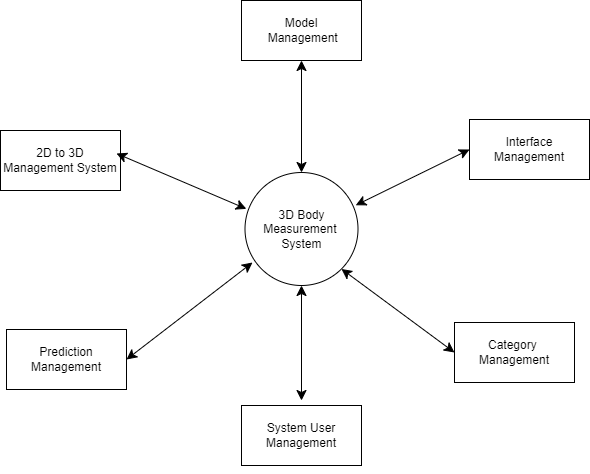 Model
Management
2D to 3D
Management System
Interface
Management
3D Body
Measurement
System
Prediction
Management
Category
Management
System User
Management